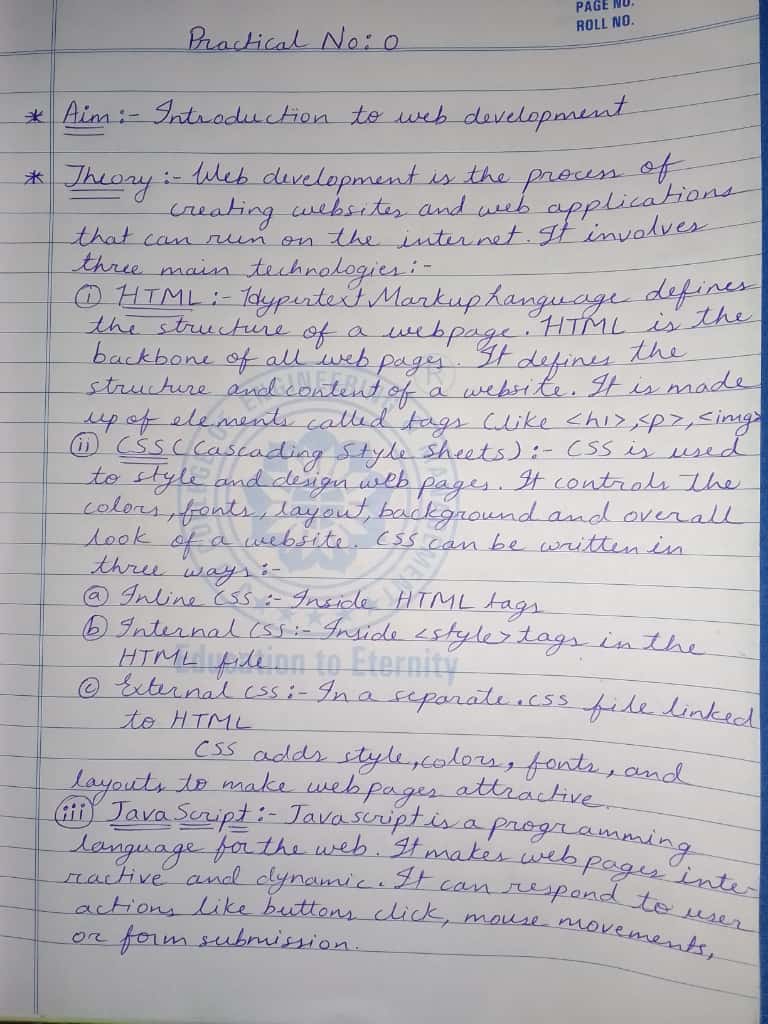 PAGE NO.
ROLL NO.
Practical No: 0
* Aim :- Introduction to web development
* Theory :- Web development is the process of
creating websites and web applications
that can run on the internet. It involves
three main technologies :-
(i) HTML :- Hypertext Markup Language defines
the structure of a webpage. HTML is the
backbone of all web pages. It defines the
structure and content of a website. It is made
up of elements called tags (like <h1>, <p>, <img>
(ii) CSS (Cascading Style Sheets) :- CSS is used
to style and design web pages. It controls the
colors, fonts, layout, background and overall
look of a website. CSS can be written in
three ways :-
(a) Inline CSS :- Inside HTML tags
(b) Internal CSS :- Inside <style> tags in the
HTML file
(c) External CSS :- In a separate .css file linked
to HTML
CSS adds style, colors, fonts, and
layouts to make web pages attractive.
(iii) Java Script :- Javascript is a programming
language for the web. It makes web pages inte-
ractive and dynamic. It can respond to user
actions like buttons click, mouse movements,
or form submission.
Education to Eternity